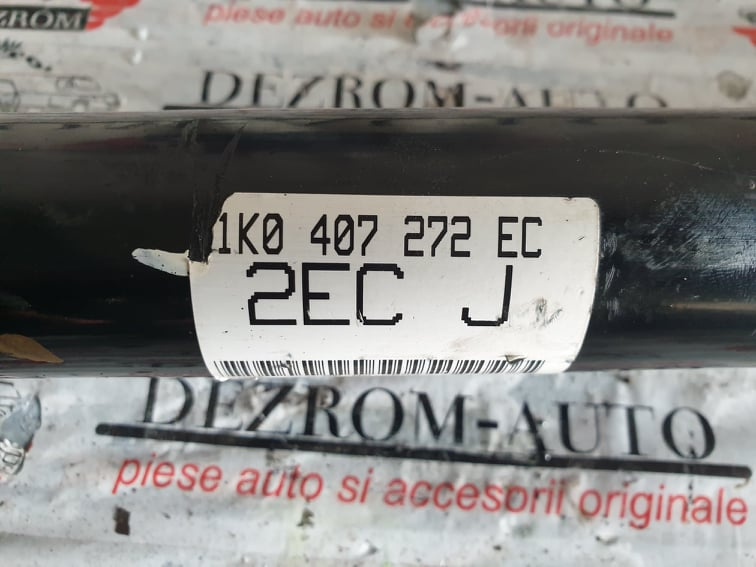 piese auto si accesorii originale
DEZROM
DEZROM-AUTO
1K0 407 272 EC
2EC J
DEZROM-AUTO
piese auto si accesorii originale